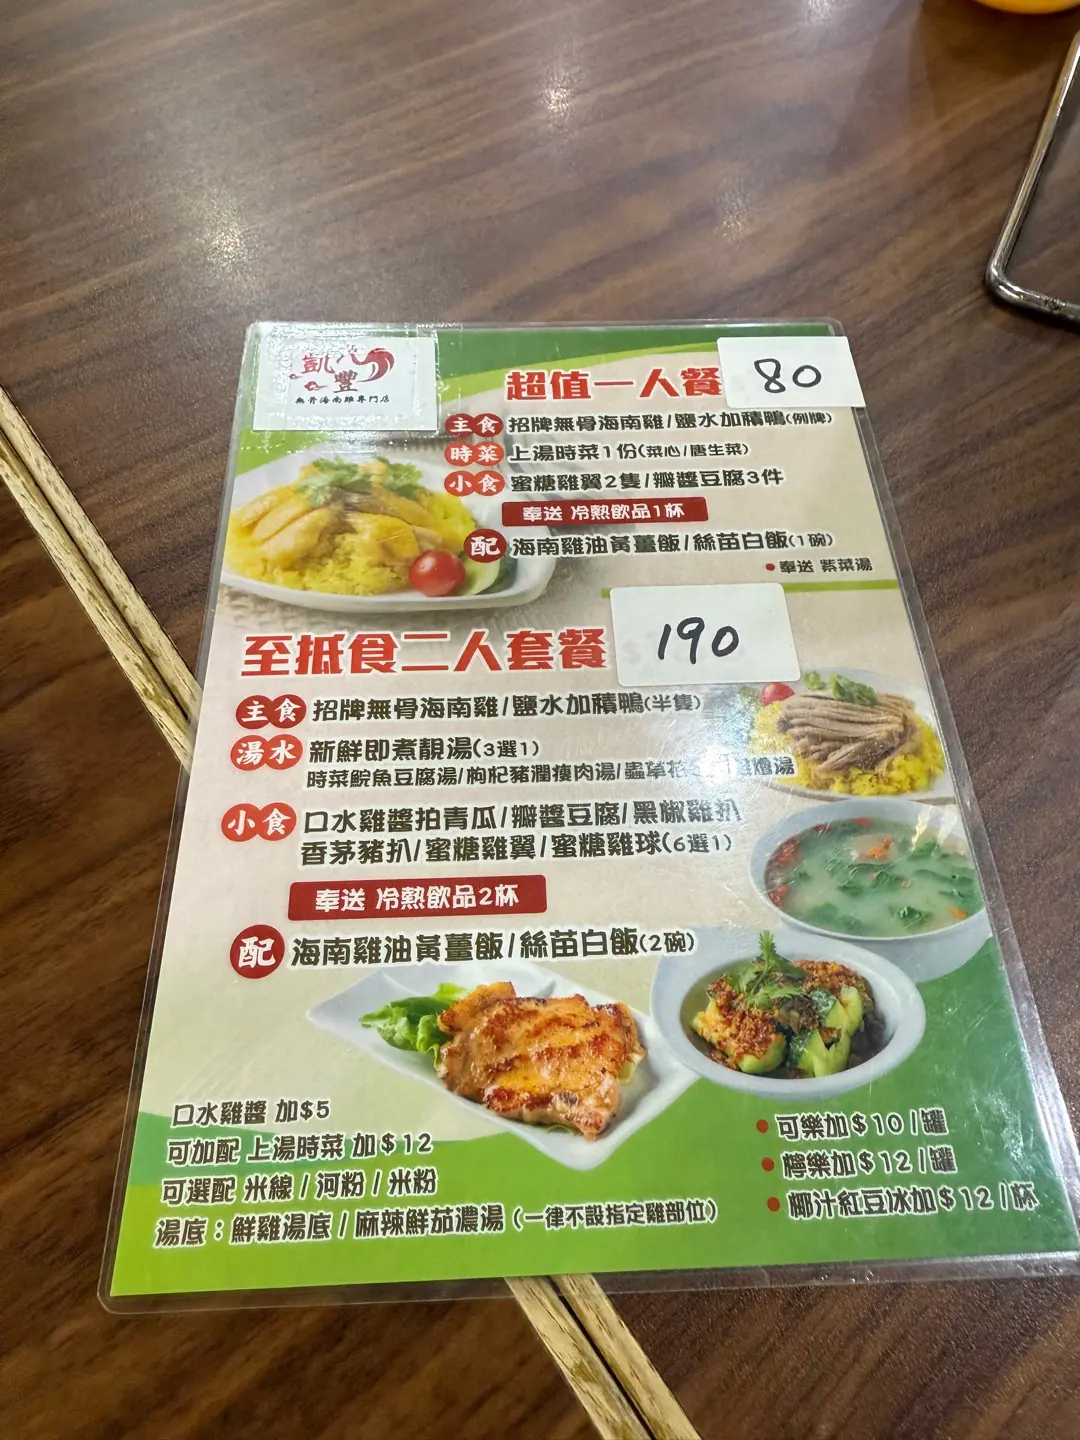 凱八豐
無骨海南雞專門店
超值一人餐 80
主食 招牌無骨海南雞/鹽水加積鴨(例牌)
時菜 上湯時菜1份(菜心/唐生菜)
小食 蜜糖雞翼2隻/瓣醬豆腐3件
奉送 冷熱飲品1杯
配 海南雞油黃薑飯/絲苗白飯(1碗)
●奉送 紫菜湯
至抵食二人套餐 190
主食 招牌無骨海南雞/鹽水加積鴨(半隻)
湯水 新鮮即煮靚湯(3選1)
時菜鯇魚豆腐湯/枸杞豬潤瘦肉湯/蟲草花 燉湯
小食 口水雞醬拍青瓜/瓣醬豆腐/黑椒雞扒
香茅豬扒/蜜糖雞翼/蜜糖雞球(6選1)
奉送 冷熱飲品2杯
配 海南雞油黃薑飯/絲苗白飯(2碗)
口水雞醬 加$5
可加配 上湯時菜 加$12
可選配 米線/河粉/米粉
湯底：鮮雞湯底/麻辣鮮茄濃湯(一律不設指定雞部位)
●可樂加$10/罐
●檸樂加$12/罐
●椰汁紅豆冰加$12/杯